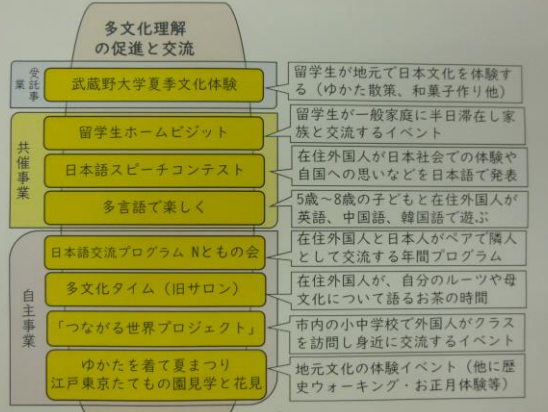 多文化理解
の促進と交流
受託事業
武蔵野大学夏季文化体験
留学生が地元で日本文化を体験す
る（ゆかた散策、和菓子作り他）
共催事業
留学生ホームビジット
留学生が一般家庭に半日滞在し家
族と交流するイベント
日本語スピーチコンテスト
在住外国人が日本社会での体験や
自国への思いなどを日本語で発表
多言語で楽しく
5歳～8歳の子どもと在住外国人が
英語、中国語、韓国語で遊ぶ
自主事業
日本語交流プログラム Nともの会
在住外国人と日本人がペアで隣人
として交流する年間プログラム
多文化タイム（旧サロン）
在住外国人が、自分のルーツや母
文化について語るお茶の時間
「つながる世界プロジェクト」
市内の小中学校で外国人がクラス
を訪問し身近に交流するイベント
ゆかたを着て夏まつり
江戸東京たてもの園見学と花見
地元文化の体験イベント（他に歴
史ウォーキング・お正月体験等）